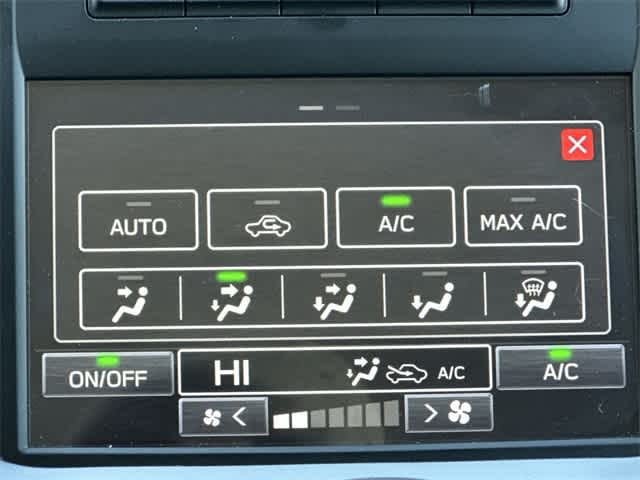 AUTO A/C MAX A/C
ON/OFF HI A/C A/C
< >